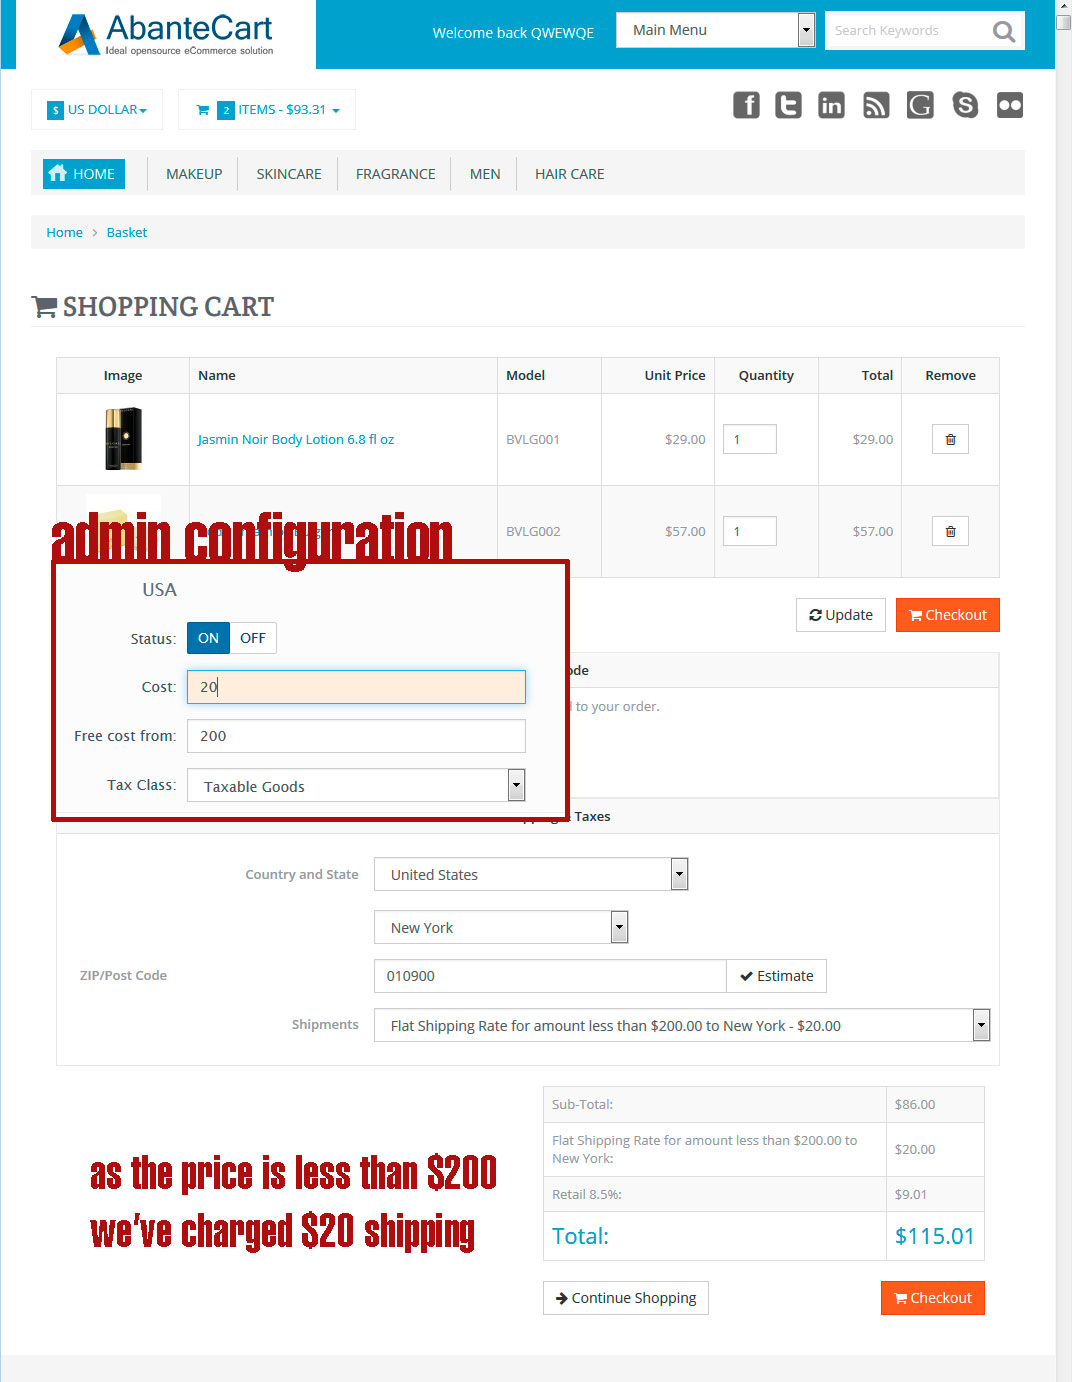 AbanteCart
Ideal opensource eCommerce solution
Welcome back QWEWQE
Main Menu
Search Keywords
$ US DOLLAR
2 ITEMS - $93.31
HOME
MAKEUP
SKINCARE
FRAGRANCE
MEN
HAIR CARE
Home > Basket
SHOPPING CART
Image Name Model Unit Price Quantity Total Remove
Jasmin Noir Body Lotion 6.8 fl oz BVLG001 $29.00 1 $29.00
BVLG002 $57.00 1 $57.00
admin configuration
USA
Status: ON OFF
Cost: 20
Free cost from: 200
Tax Class: Taxable Goods
Update
Checkout
to your order.
Taxes
Country and State United States
New York
ZIP/Post Code 010900 Estimate
Shipments Flat Shipping Rate for amount less than $200.00 to New York - $20.00
Sub-Total: $86.00
Flat Shipping Rate for amount less than $200.00 to
New York: $20.00
Retail 8.5%: $9.01
Total: $115.01
as the price is less than $200
we've charged $20 shipping
Continue Shopping
Checkout